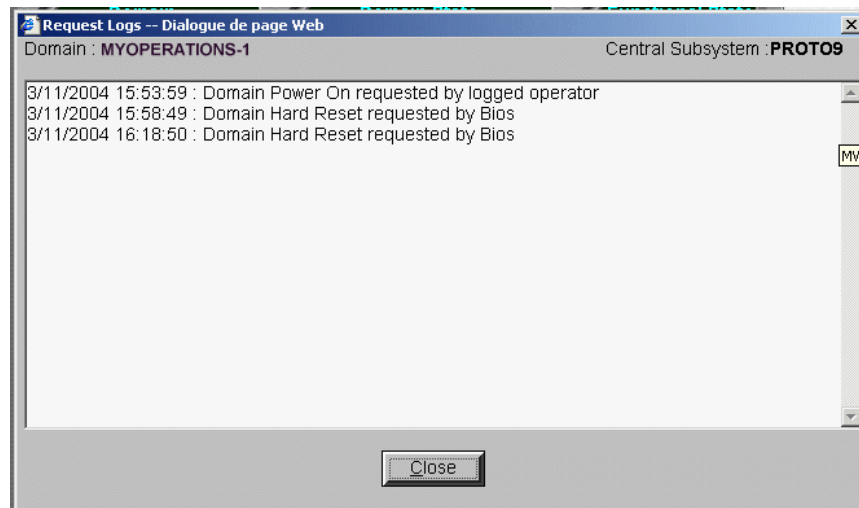 Request Logs -- Dialogue de page Web
Domain : MYOPERATIONS-1 Central Subsystem :PROTO9
3/11/2004 15:53:59 : Domain Power On requested by logged operator
3/11/2004 15:58:49 : Domain Hard Reset requested by Bios
3/11/2004 16:18:50 : Domain Hard Reset requested by Bios
Close